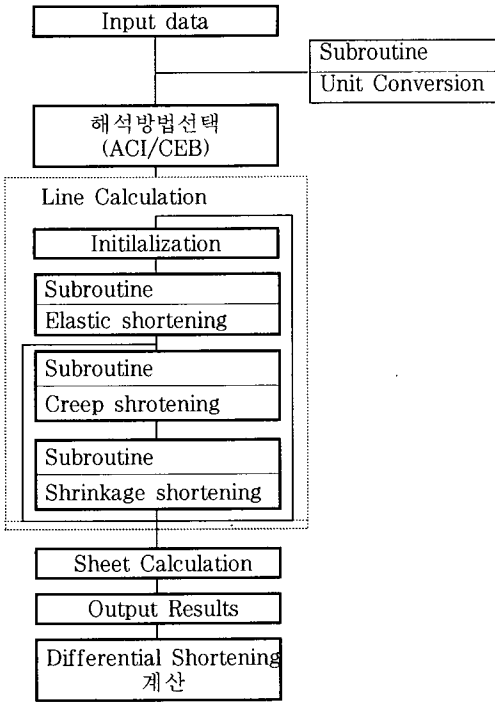 Input data
Subroutine
Unit Conversion
해석방법선택
(ACI/CEB)
Line Calculation
Initilalization
Subroutine
Elastic shortening
Subroutine
Creep shrotening
Subroutine
Shrinkage shortening
Sheet Calculation
Output Results
Differential Shortening
계산